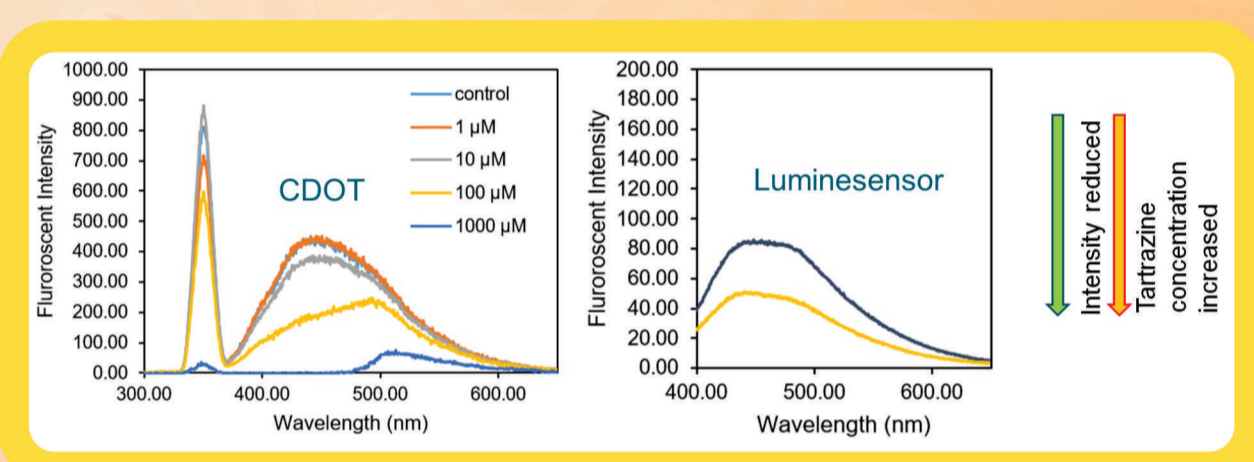 1000.00
900.00
800.00
700.00
600.00
500.00
400.00
300.00
200.00
100.00
0.00
Fluroroscent Intensity
300.00 400.00 500.00 600.00
Wavelength (nm)
CDOT
control
1 µM
10 µM
100 µM
1000 µM
200.00
180.00
160.00
140.00
120.00
100.00
80.00
60.00
40.00
20.00
0.00
Fluroroscent Intensity
400.00 500.00 600.00
Wavelength (nm)
Luminesensor
Intensity reduced
Tartrazine
concentration
increased